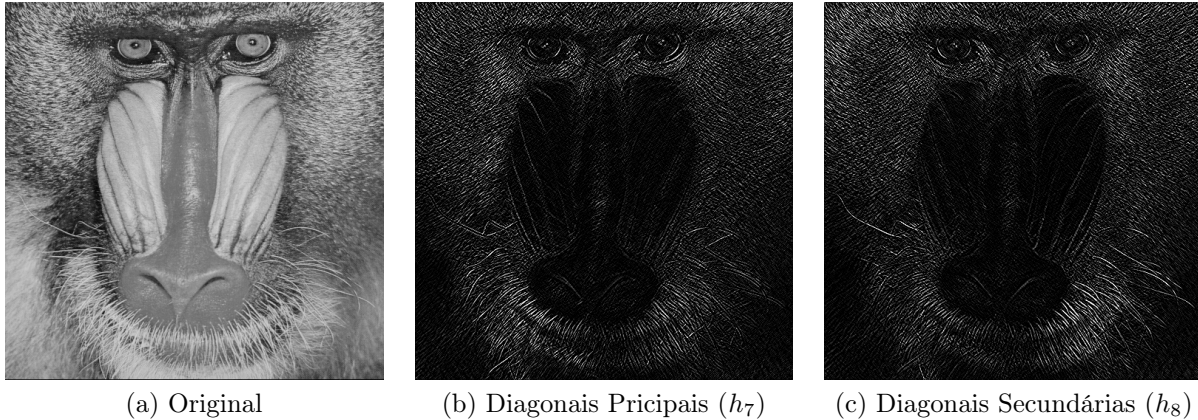 (a) Original
(b) Diagonais Pricipais (h₇)
(c) Diagonais Secundárias (h₈)